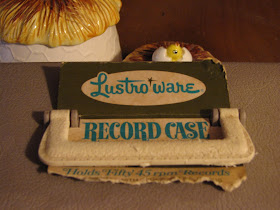 Lustro-ware
RECORD CASE
Holds Fifty 45 rpm Records